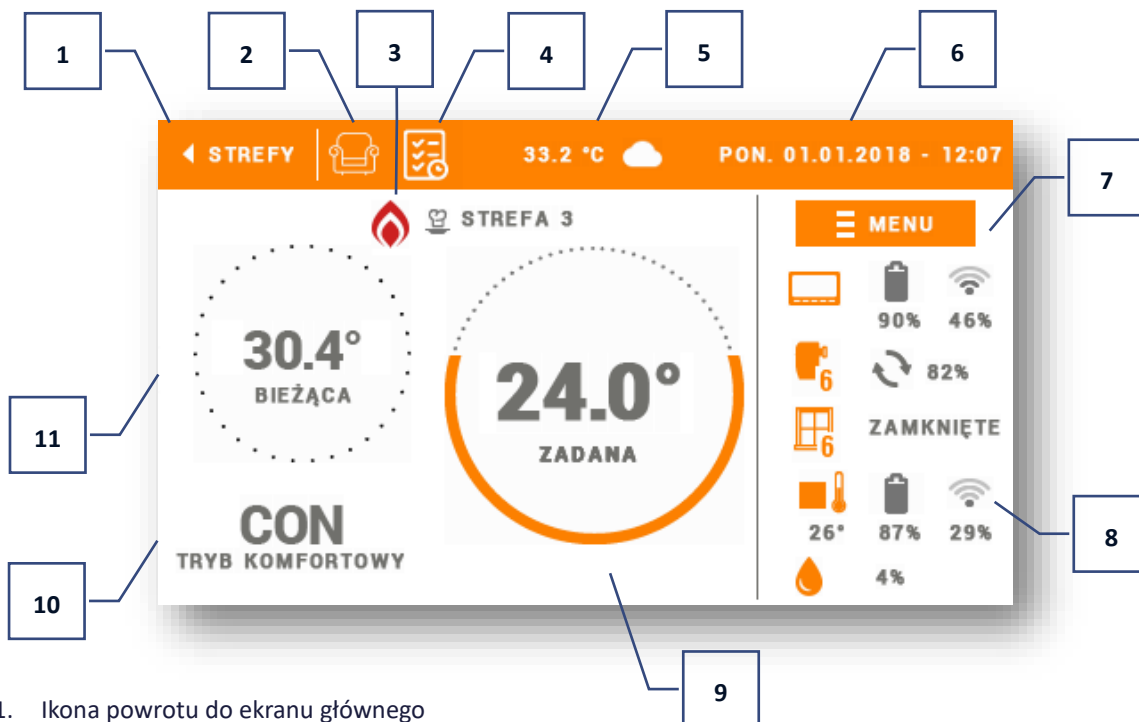 1
2
3
4
5
6
STREFY
33.2 °C
PON. 01.01.2018 - 12:07
7
STREFA 3
MENU
90% 46%
30.4°
BIEŻĄCA
24.0°
ZADANA
6 82%
6 ZAMKNIĘTE
11
26° 87% 29%
8
CON
TRYB KOMFORTOWY
4%
10
9
1. Ikona powrotu do ekranu głównego